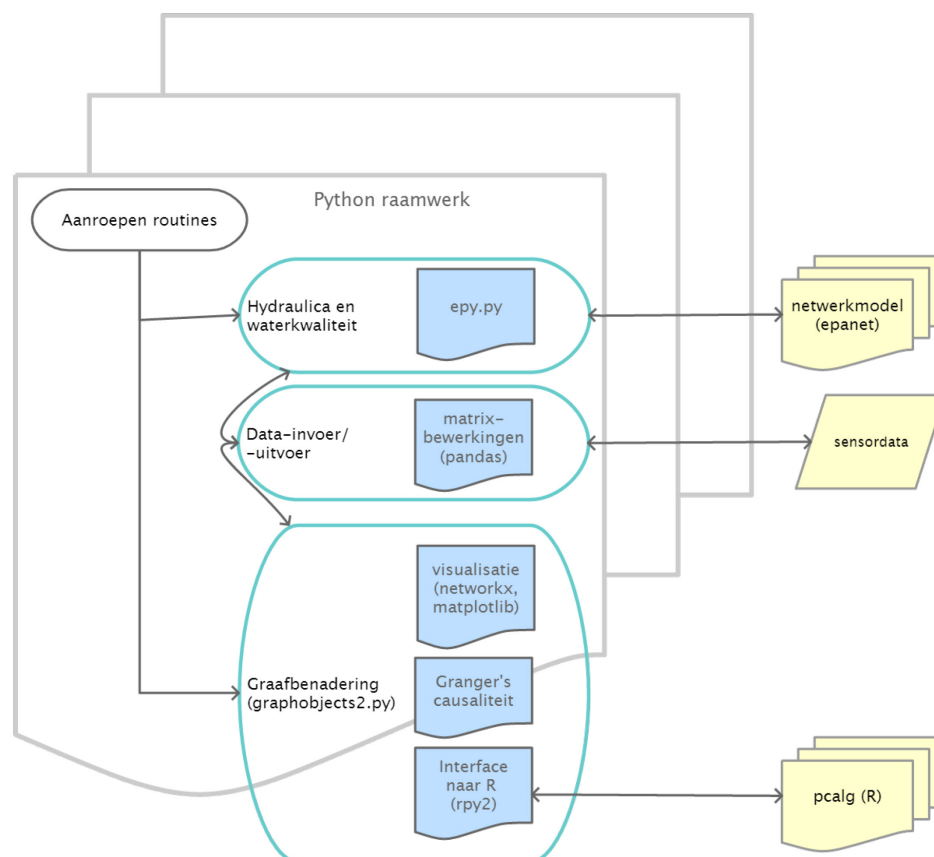 Python raamwerk
Aanroepen routines
Hydraulica en
waterkwaliteit
epy.py
netwerkmodel
(epanet)
Data-invoer/
-uitvoer
matrix-
bewerkingen
(pandas)
sensordata
visualisatie
(networkx,
matplotlib)
Graafbenadering
(graphobjects2.py)
Granger's
causaliteit
Interface
naar R
(rpy2)
pcalg (R)